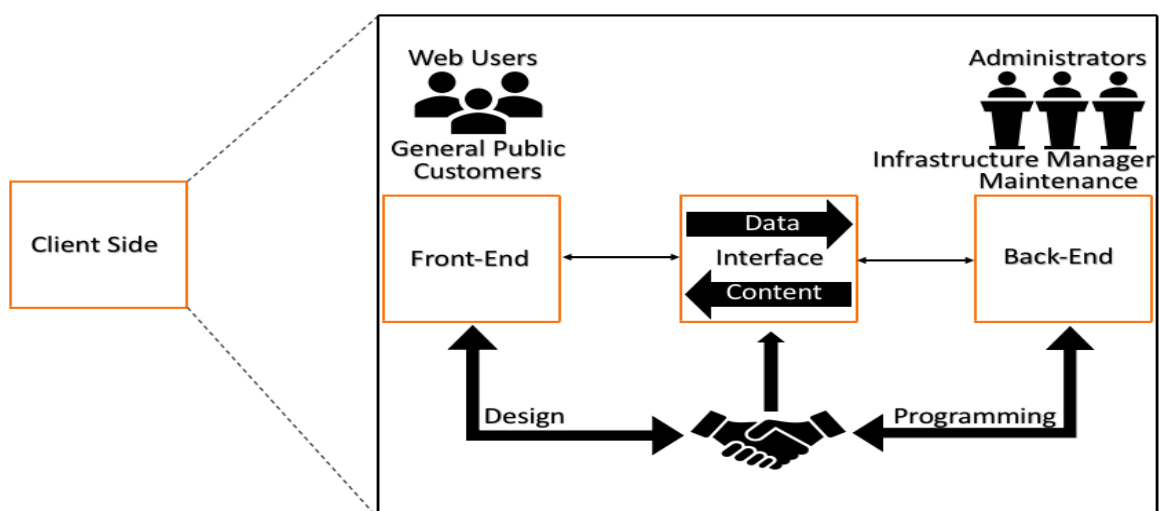 Web Users
Administrators
General Public
Customers
Infrastructure Manager
Maintenance
Client Side
Front-End
Data
Interface
Content
Back-End
Design
Programming